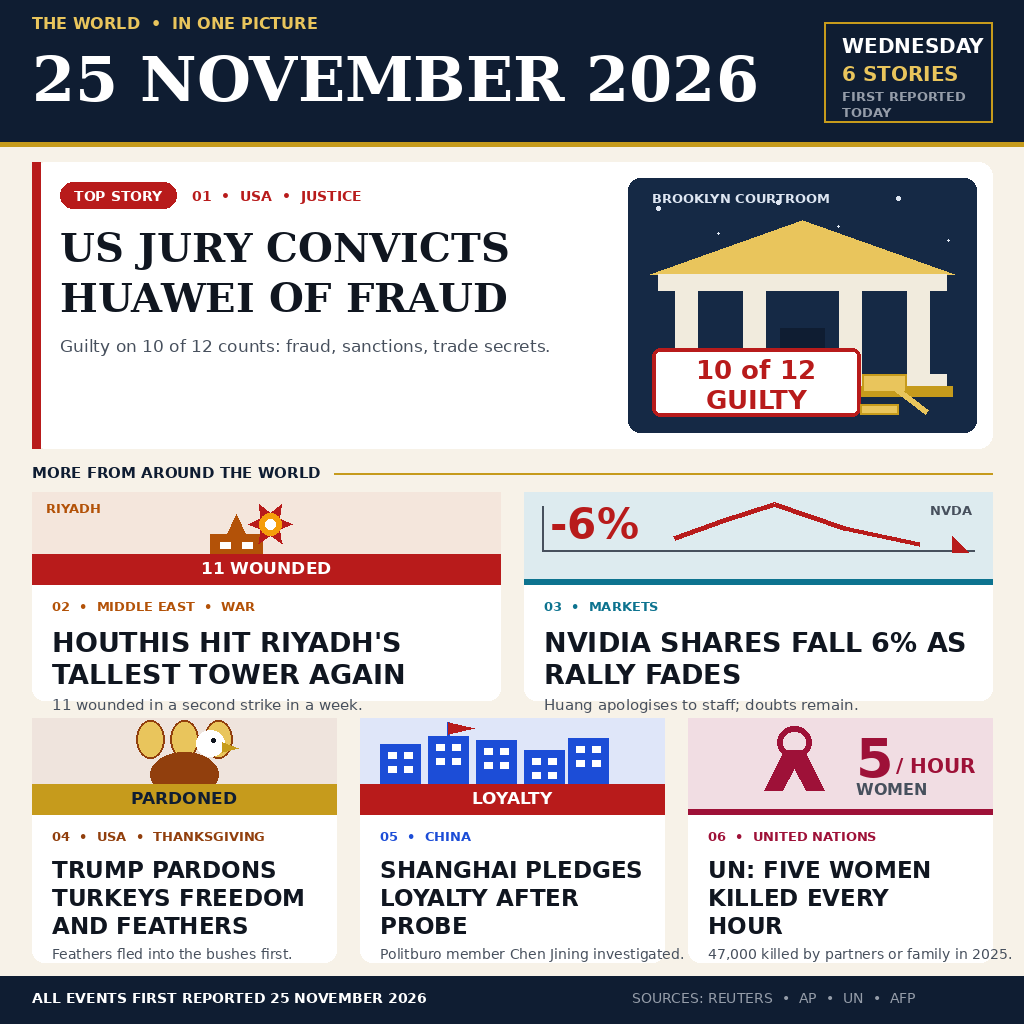 THE WORLD • IN ONE PICTURE
25 NOVEMBER 2026
WEDNESDAY
6 STORIES
FIRST REPORTED
TODAY
TOP STORY
01 • USA • JUSTICE
US JURY CONVICTS
HUAWEI OF FRAUD
Guilty on 10 of 12 counts: fraud, sanctions, trade secrets.
BROOKLYN COURTROOM
10 of 12
GUILTY
MORE FROM AROUND THE WORLD
RIYADH
11 WOUNDED
02 • MIDDLE EAST • WAR
HOUTHIS HIT RIYADH'S
TALLEST TOWER AGAIN
11 wounded in a second strike in a week.
-6%
NVDA
03 • MARKETS
NVIDIA SHARES FALL 6% AS
RALLY FADES
Huang apologises to staff; doubts remain.
PARDONED
04 • USA • THANKSGIVING
TRUMP PARDONS
TURKEYS FREEDOM
AND FEATHERS
Feathers fled into the bushes first.
LOYALTY
05 • CHINA
SHANGHAI PLEDGES
LOYALTY AFTER
PROBE
Politburo member Chen Jining investigated.
5 / HOUR
WOMEN
06 • UNITED NATIONS
UN: FIVE WOMEN
KILLED EVERY
HOUR
47,000 killed by partners or family in 2025.
ALL EVENTS FIRST REPORTED 25 NOVEMBER 2026
SOURCES: REUTERS • AP • UN • AFP